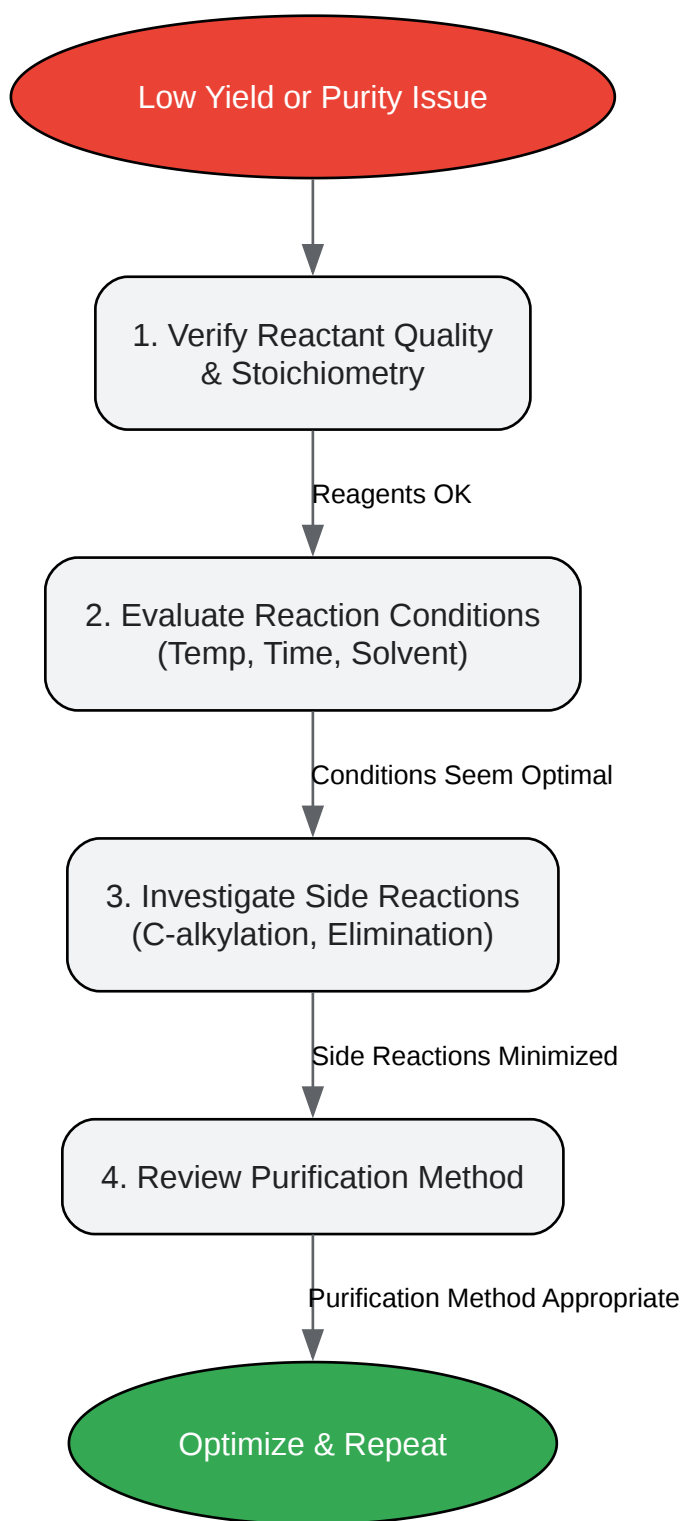 Low Yield or Purity Issue
1. Verify Reactant Quality
& Stoichiometry
Reagents OK
2. Evaluate Reaction Conditions
(Temp, Time, Solvent)
Conditions Seem Optimal
3. Investigate Side Reactions
(C-alkylation, Elimination)
Side Reactions Minimized
4. Review Purification Method
Purification Method Appropriate
Optimize & Repeat